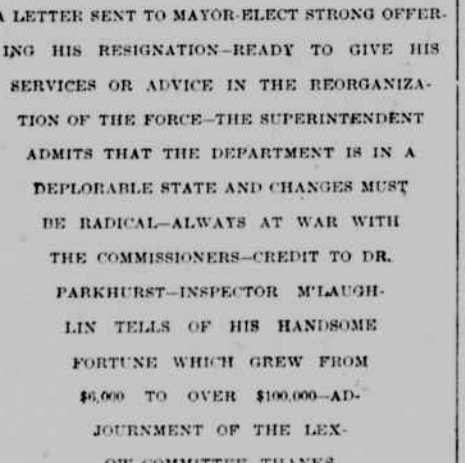 A LETTER SENT TO MAYOR-ELECT STRONG OFFER-
ING HIS RESIGNATION—READY TO GIVE HIS
SERVICES OR ADVICE IN THE REORGANIZA-
TION OF THE FORCE—THE SUPERINTENDENT
ADMITS THAT THE DEPARTMENT IS IN A
DEPLORABLE STATE AND CHANGES MUST
BE RADICAL—ALWAYS AT WAR WITH
THE COMMISSIONERS—CREDIT TO DR.
PARKHURST—INSPECTOR M'LAUGH-
LIN TELLS OF HIS HANDSOME
FORTUNE WHICH GREW FROM
$6,000 TO OVER $100,000—AD-
JOURNMENT OF THE LEX-
OW COMMITTEE THANKS